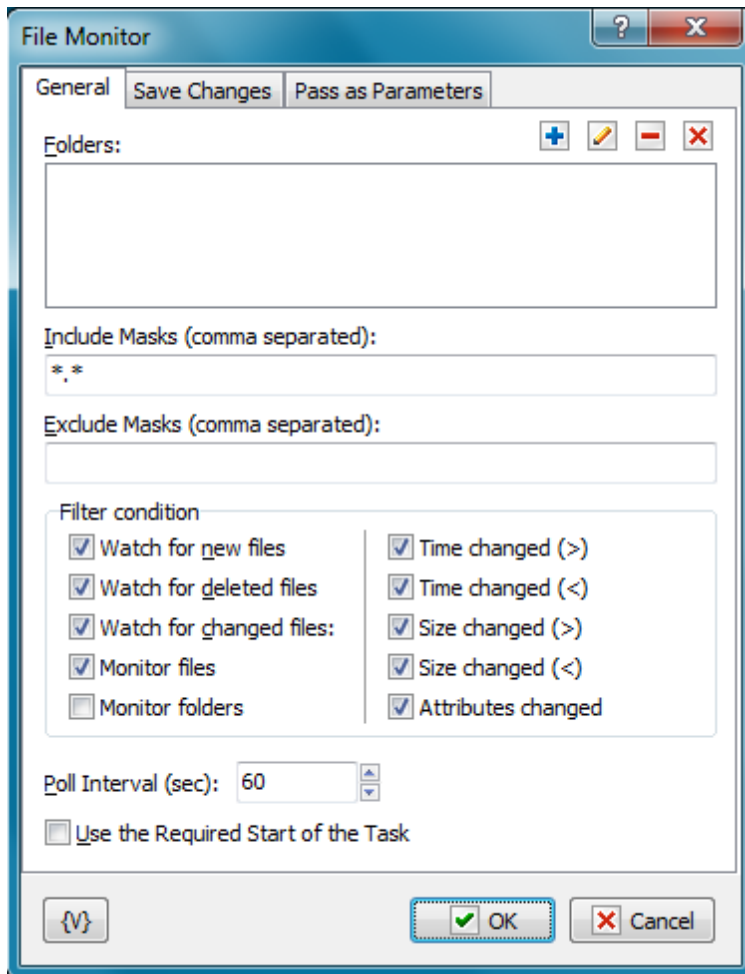 File Monitor
?
General
Save Changes
Pass as Parameters
Folders:
Include Masks (comma separated):
*.*
Exclude Masks (comma separated):
Filter condition
Watch for new files
Watch for deleted files
Watch for changed files:
Monitor files
Monitor folders
Time changed (>)
Time changed (<)
Size changed (>)
Size changed (<)
Attributes changed
Poll Interval (sec):
60
Use the Required Start of the Task
{V}
OK
Cancel